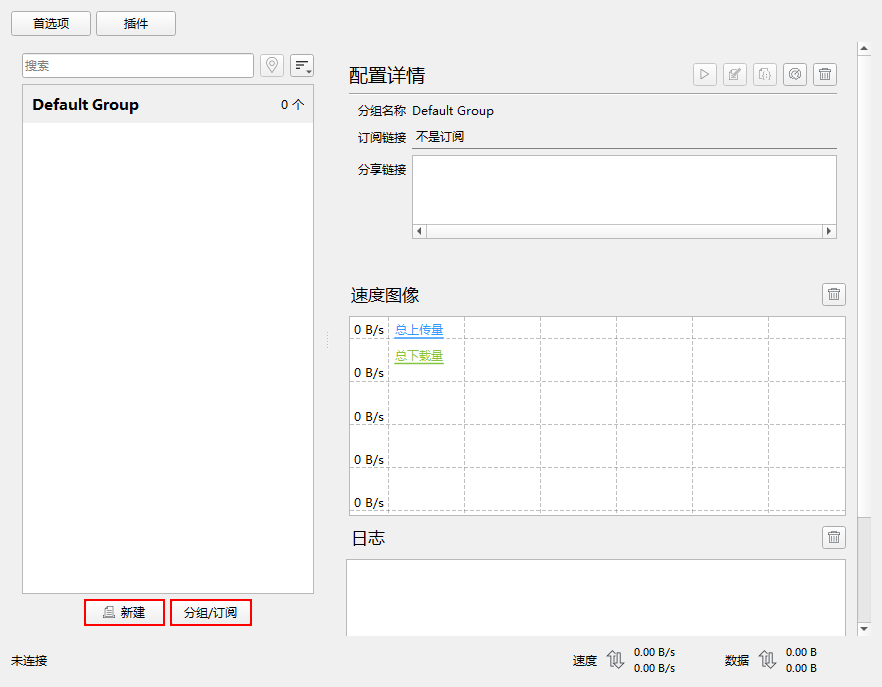 首选项 插件
搜索
Default Group 0 个
新建 分组/订阅
配置详情
分组名称 Default Group
订阅链接 不是订阅
分享链接
速度图像
0 B/s 总上传量
总下载量
0 B/s
0 B/s
0 B/s
0 B/s
日志
未连接
速度 0.00 B/s
0.00 B/s
数据 0.00 B
0.00 B